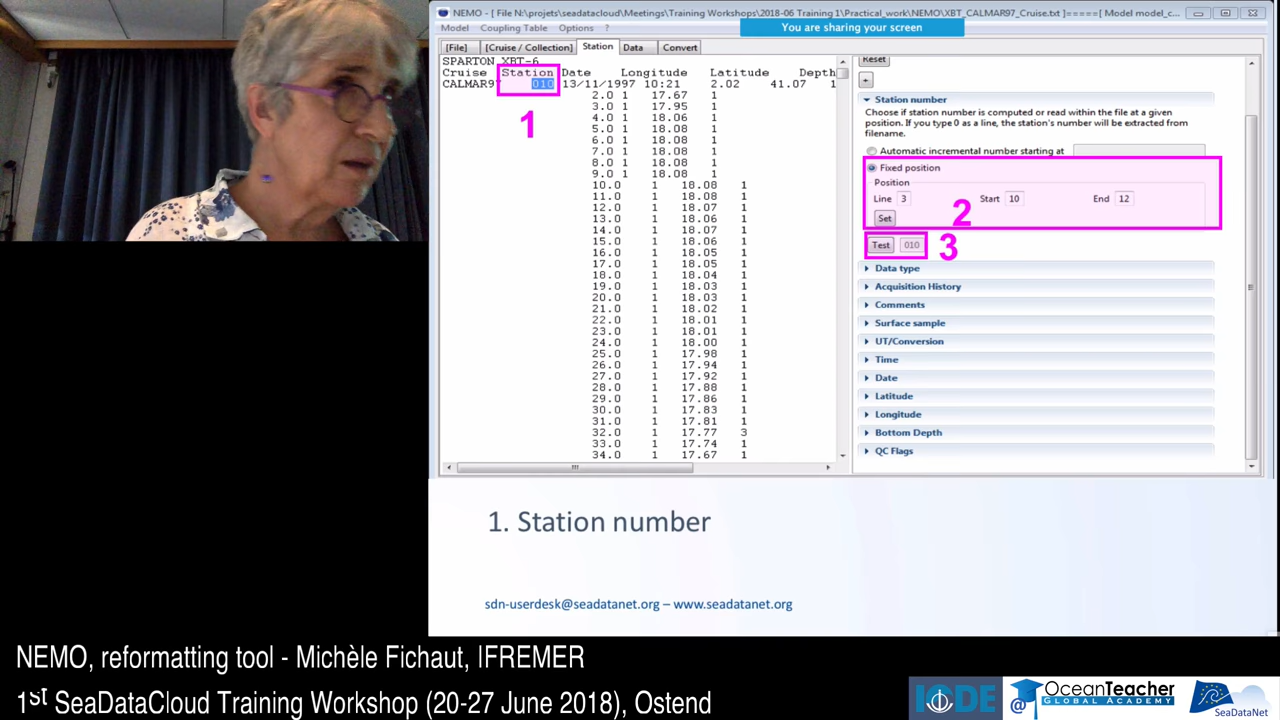 NEMO - [ File N:\projets\seadatacloud\Meetings\Training Workshops\2018-06 Training 1\Practical_work\NEMO\XBT_CALMAR97_Cruise.txt ]=====[ Model model_c...
You are sharing your screen
Model Coupling Table Options ?
[File] [Cruise / Collection] Station Data Convert
SPARTON XBT-6
Cruise Station Date Longitude Latitude Depth
CALMAR97 010 13/11/1997 10:21 2.02 41.07 1
2.0 1 17.67 1
3.0 1 17.95 1
4.0 1 18.06 1
5.0 1 18.08 1
6.0 1 18.08 1
7.0 1 18.08 1
8.0 1 18.08 1
9.0 1 18.08 1
10.0 1 18.08 1
11.0 1 18.08 1
12.0 1 18.07 1
13.0 1 18.06 1
14.0 1 18.07 1
15.0 1 18.06 1
16.0 1 18.05 1
17.0 1 18.05 1
18.0 1 18.04 1
19.0 1 18.03 1
20.0 1 18.03 1
21.0 1 18.02 1
22.0 1 18.01 1
23.0 1 18.01 1
24.0 1 18.00 1
25.0 1 17.98 1
26.0 1 17.94 1
27.0 1 17.92 1
28.0 1 17.88 1
29.0 1 17.86 1
30.0 1 17.83 1
31.0 1 17.81 1
32.0 1 17.77 3
33.0 1 17.74 1
34.0 1 17.67 1
1
Reset
+
Station number
Choose if station number is computed or read within the file at a given
position. If you type 0 as a line, the station's number will be extracted from
filename.
Automatic incremental number starting at
Fixed position
Position
Line 3 Start 10 End 12
Set
2
Test 010
3
Data type
Acquisition History
Comments
Surface sample
UT/Conversion
Time
Date
Latitude
Longitude
Bottom Depth
QC Flags
1. Station number
sdn-userdesk@seadatanet.org – www.seadatanet.org
NEMO, reformatting tool - Michèle Fichaut, IFREMER
1st SeaDataCloud Training Workshop (20-27 June 2018), Ostend
IODE
@
OceanTeacher
GLOBAL ACADEMY
SeaDataNet